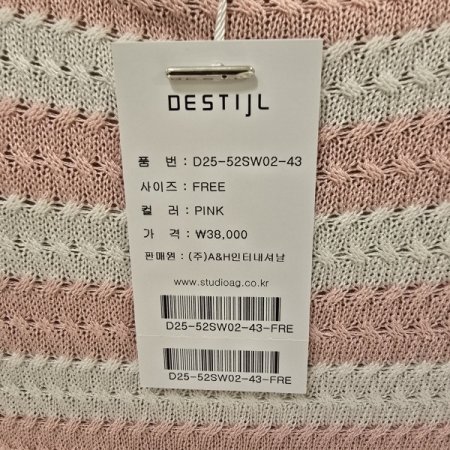 DESTIJL
품 번 : D25-52SW02-43
사이즈 : FREE
컬 러 : PINK
가 격 : ₩38,000
판매원 : (주)A&H인터내셔날
www.studioag.co.kr
D25-52SW02-43-FRE
D25-52SW02-43-FRE